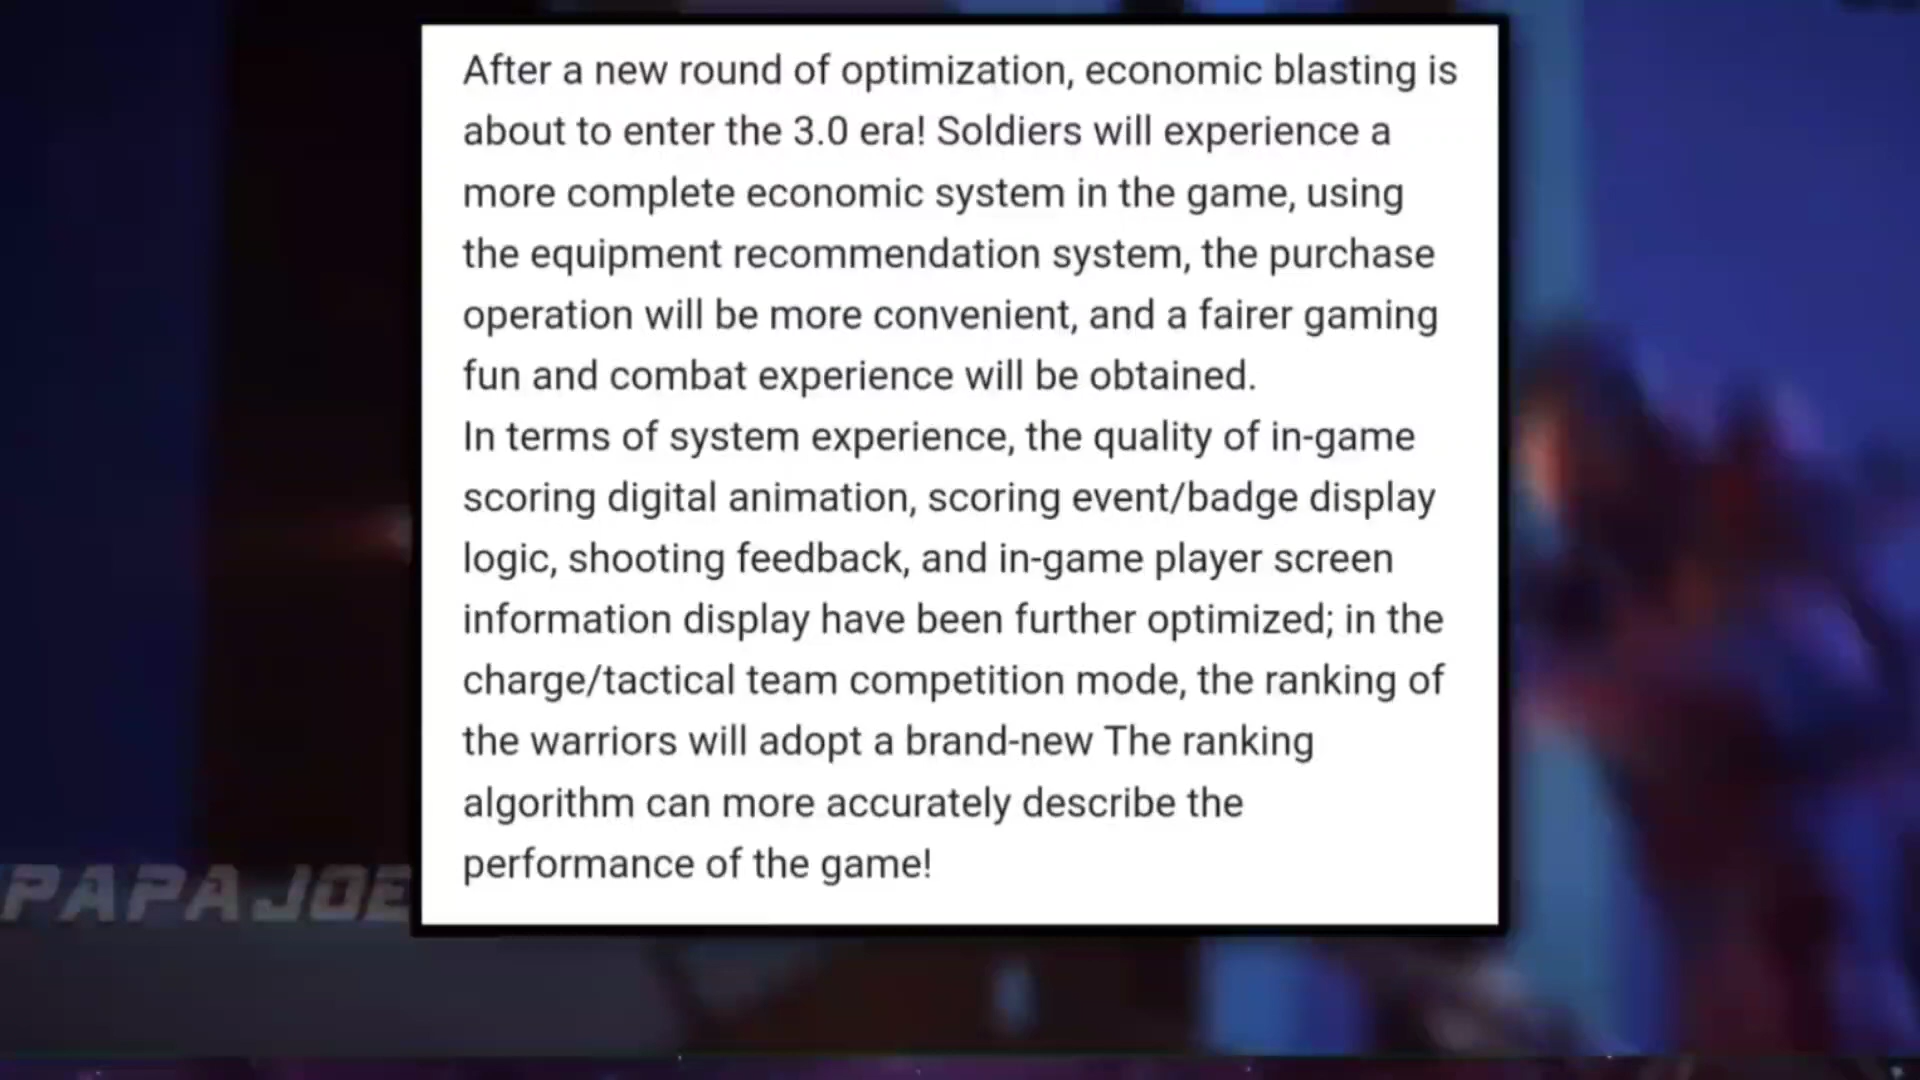 After a new round of optimization, economic blasting is
about to enter the 3.0 era! Soldiers will experience a
more complete economic system in the game, using
the equipment recommendation system, the purchase
operation will be more convenient, and a fairer gaming
fun and combat experience will be obtained.
In terms of system experience, the quality of in-game
scoring digital animation, scoring event/badge display
logic, shooting feedback, and in-game player screen
information display have been further optimized; in the
charge/tactical team competition mode, the ranking of
the warriors will adopt a brand-new The ranking
algorithm can more accurately describe the
performance of the game!
PAPAJOE